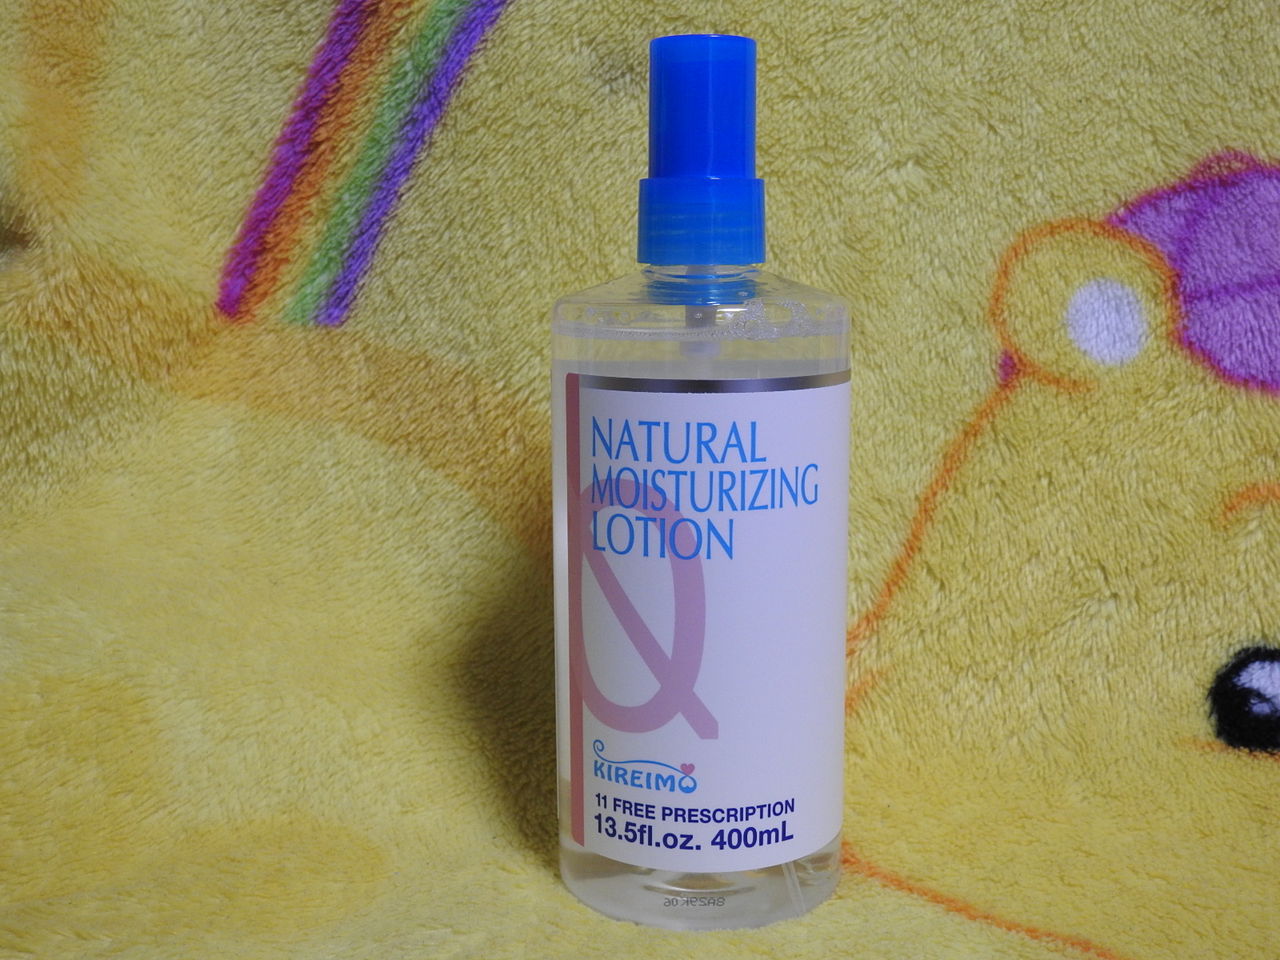 NATURAL
MOISTURIZING
LOTION
KIREIMO
11 FREE PRESCRIPTION
13.5fl.oz. 400mL